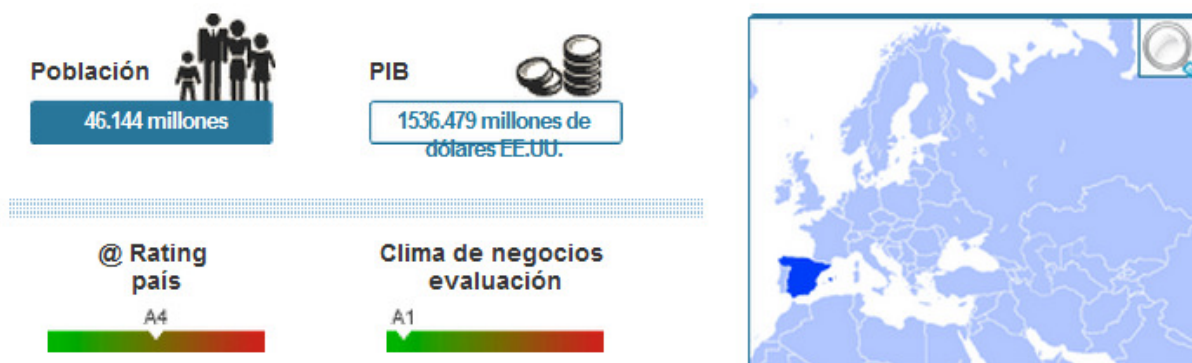 Población
46.144 millones
PIB
1536.479 millones de
dólares EE.UU.
@ Rating
país
A4
Clima de negocios
evaluación
A1